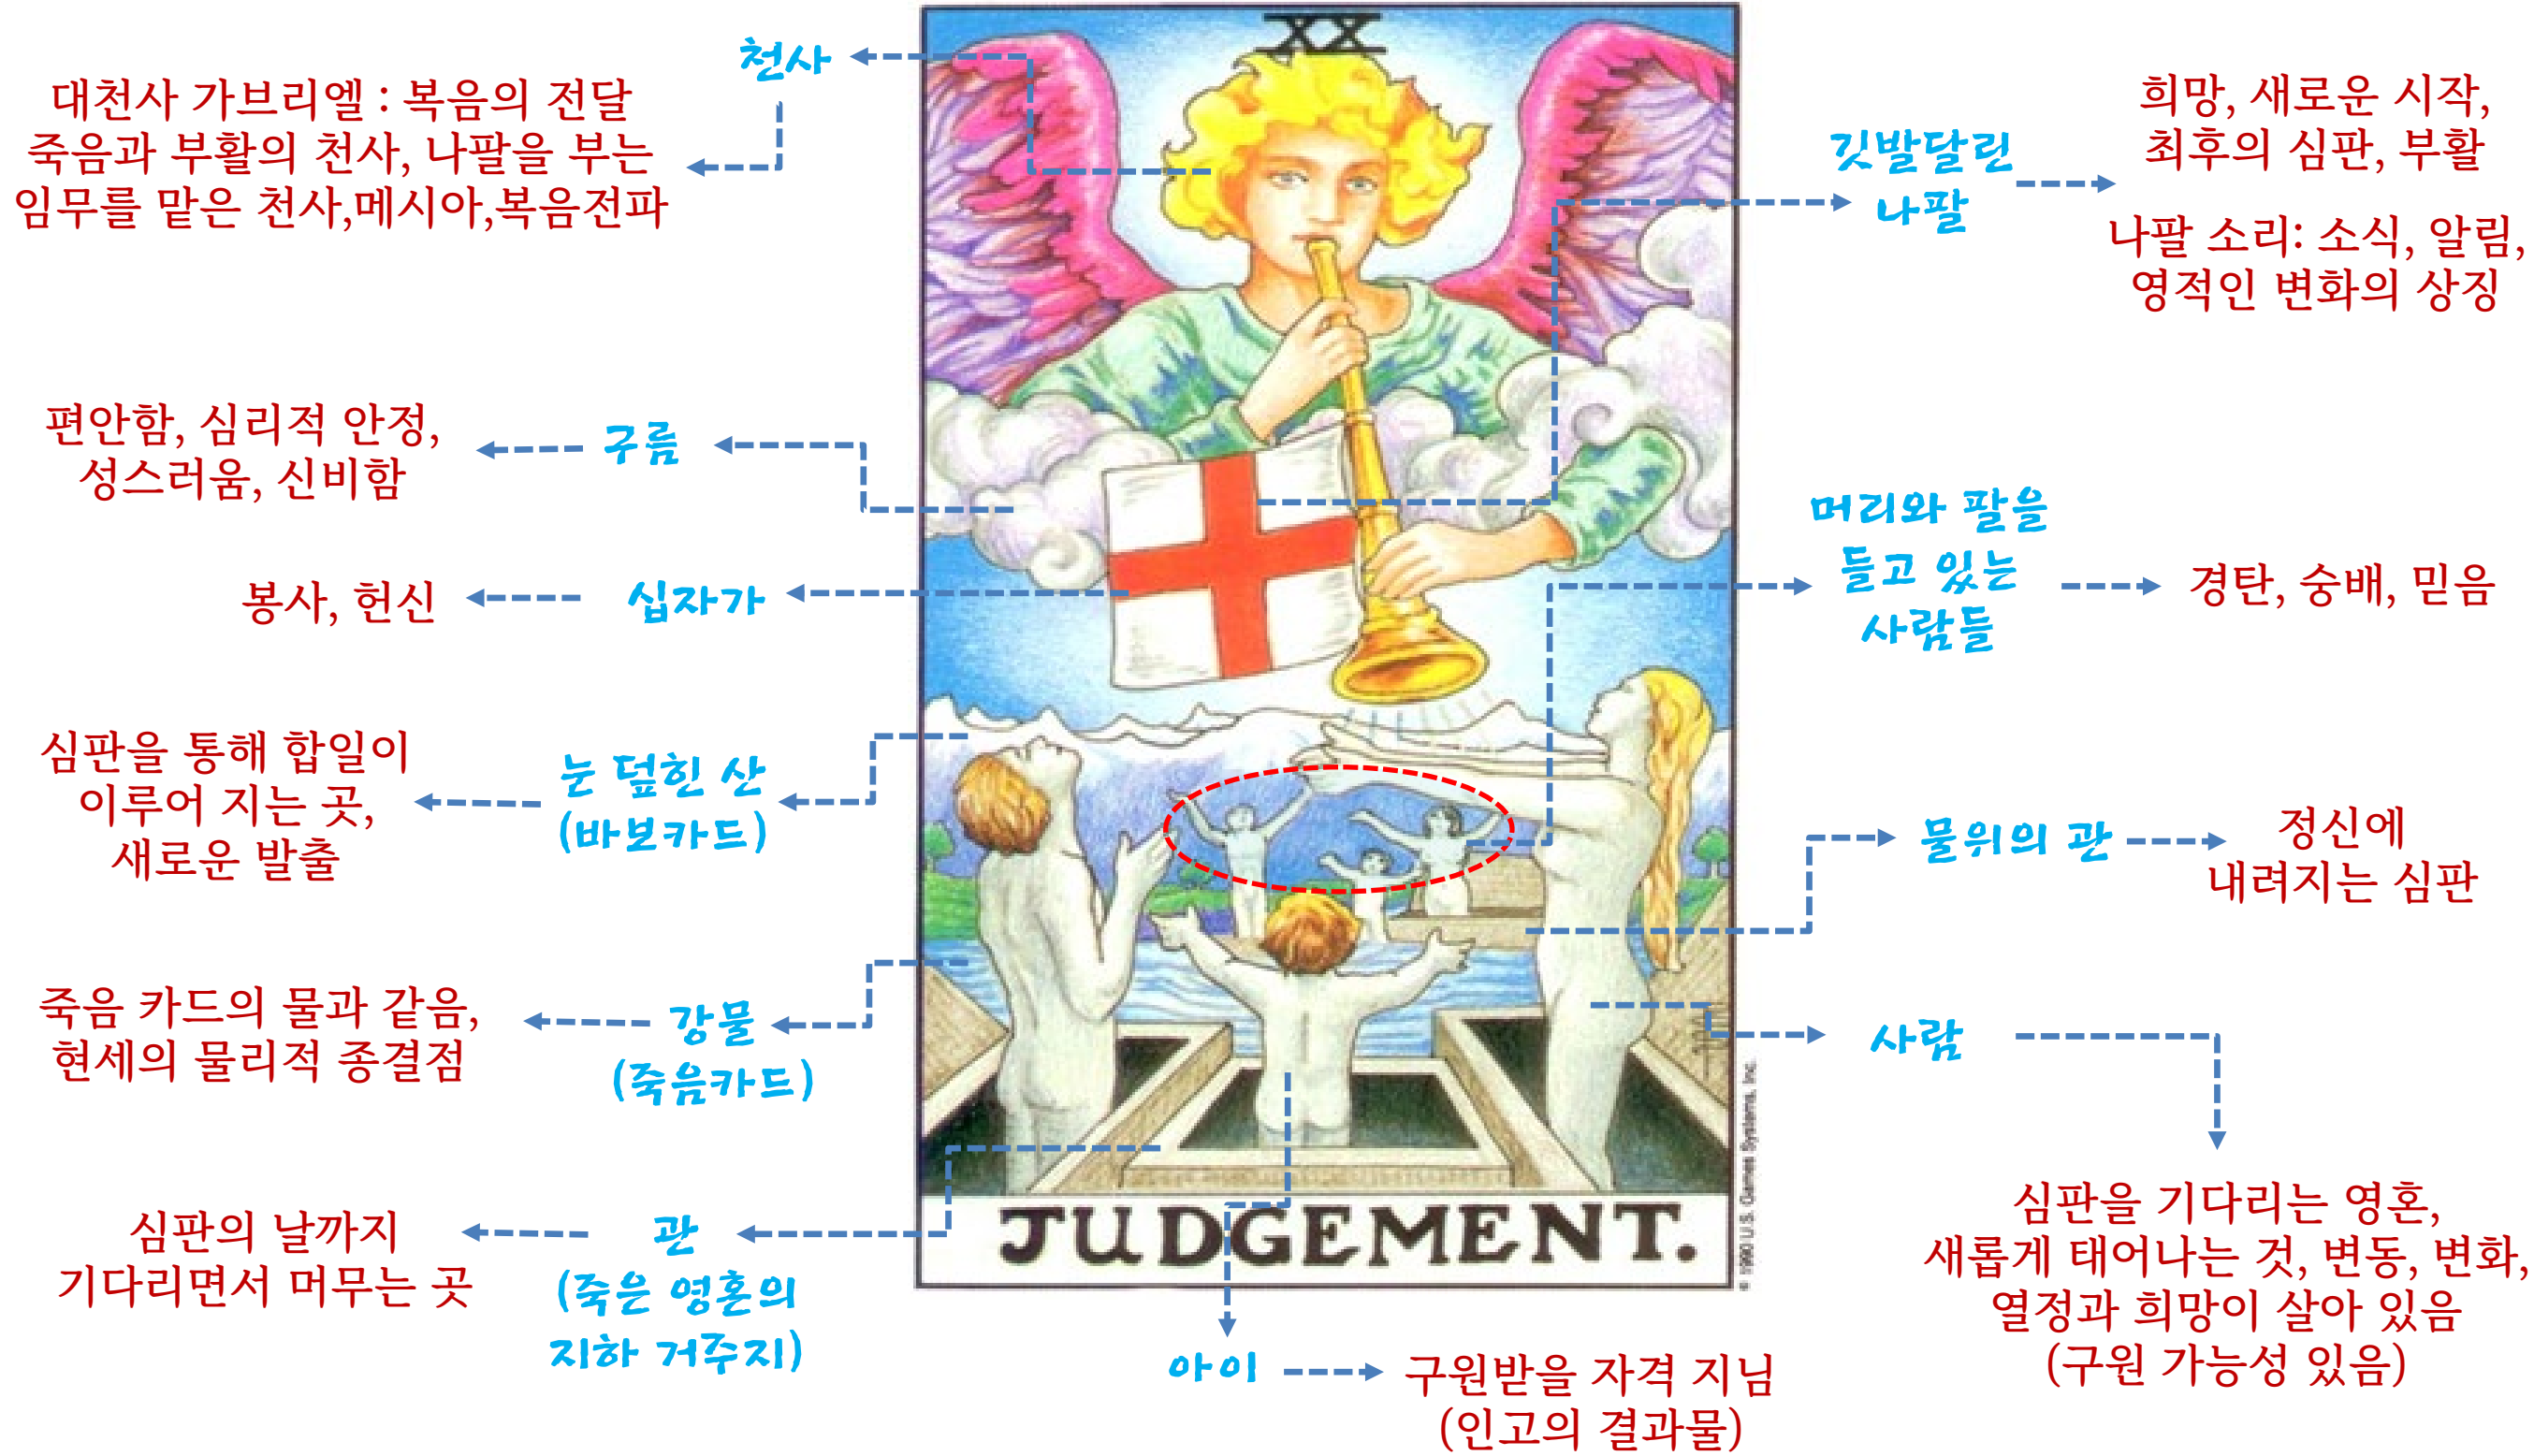 XX
천사
대천사 가브리엘 : 복음의 전달
죽음과 부활의 천사, 나팔을 부는
임무를 맡은 천사,메시아,복음전파
깃발달린
나팔
희망, 새로운 시작,
최후의 심판, 부활
나팔 소리: 소식, 알림,
영적인 변화의 상징
편안함, 심리적 안정,
성스러움, 신비함
구름
봉사, 헌신
십자가
머리와 팔을
들고 있는
사람들
경탄, 숭배, 믿음
심판을 통해 합일이
이루어 지는 곳,
새로운 발출
눈 덮힌 산
(바보카드)
물위의 관
정신에
내려지는 심판
죽음 카드의 물과 같음,
현세의 물리적 종결점
강물
(죽음카드)
사람
심판을 기다리는 영혼,
새롭게 태어나는 것, 변동, 변화,
열정과 희망이 살아 있음
(구원 가능성 있음)
심판의 날까지
기다리면서 머무는 곳
관
(죽은 영혼의
지하 거주지)
JUDGEMENT.
© 1990 U.S. Games Systems, Inc.
아이
구원받을 자격 지님
(인고의 결과물)